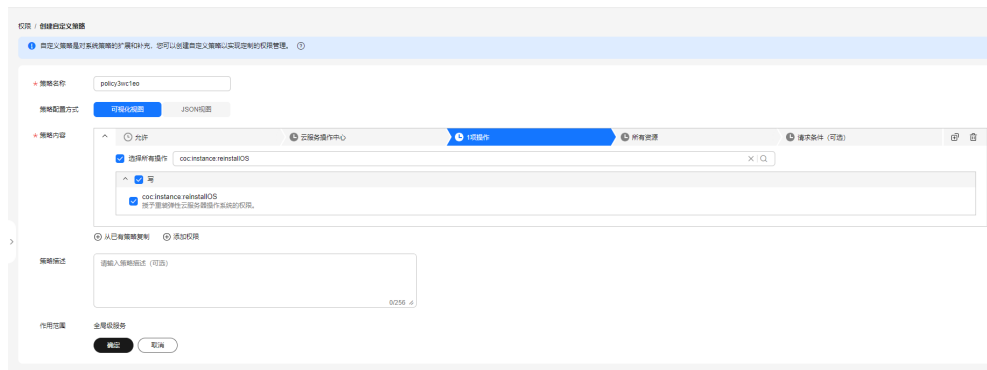 权限 / 创建自定义策略
自定义策略是对系统策略的扩展和补充，您可以创建自定义策略以实现定制的权限管理。
* 策略名称 policy3wc1eo
策略配置方式 可视化视图 JSON视图
* 策略内容 允许 云服务操作中心 1项操作 所有资源 请求条件（可选）
选择所有操作 coc:instance:reinstallOS
写
coc:instance:reinstallOS
授予重装弹性云服务器操作系统的权限。
从已有策略复制 添加权限
策略描述 请输入策略描述（可选）
0/256
作用范围 全局级服务
确定 取消